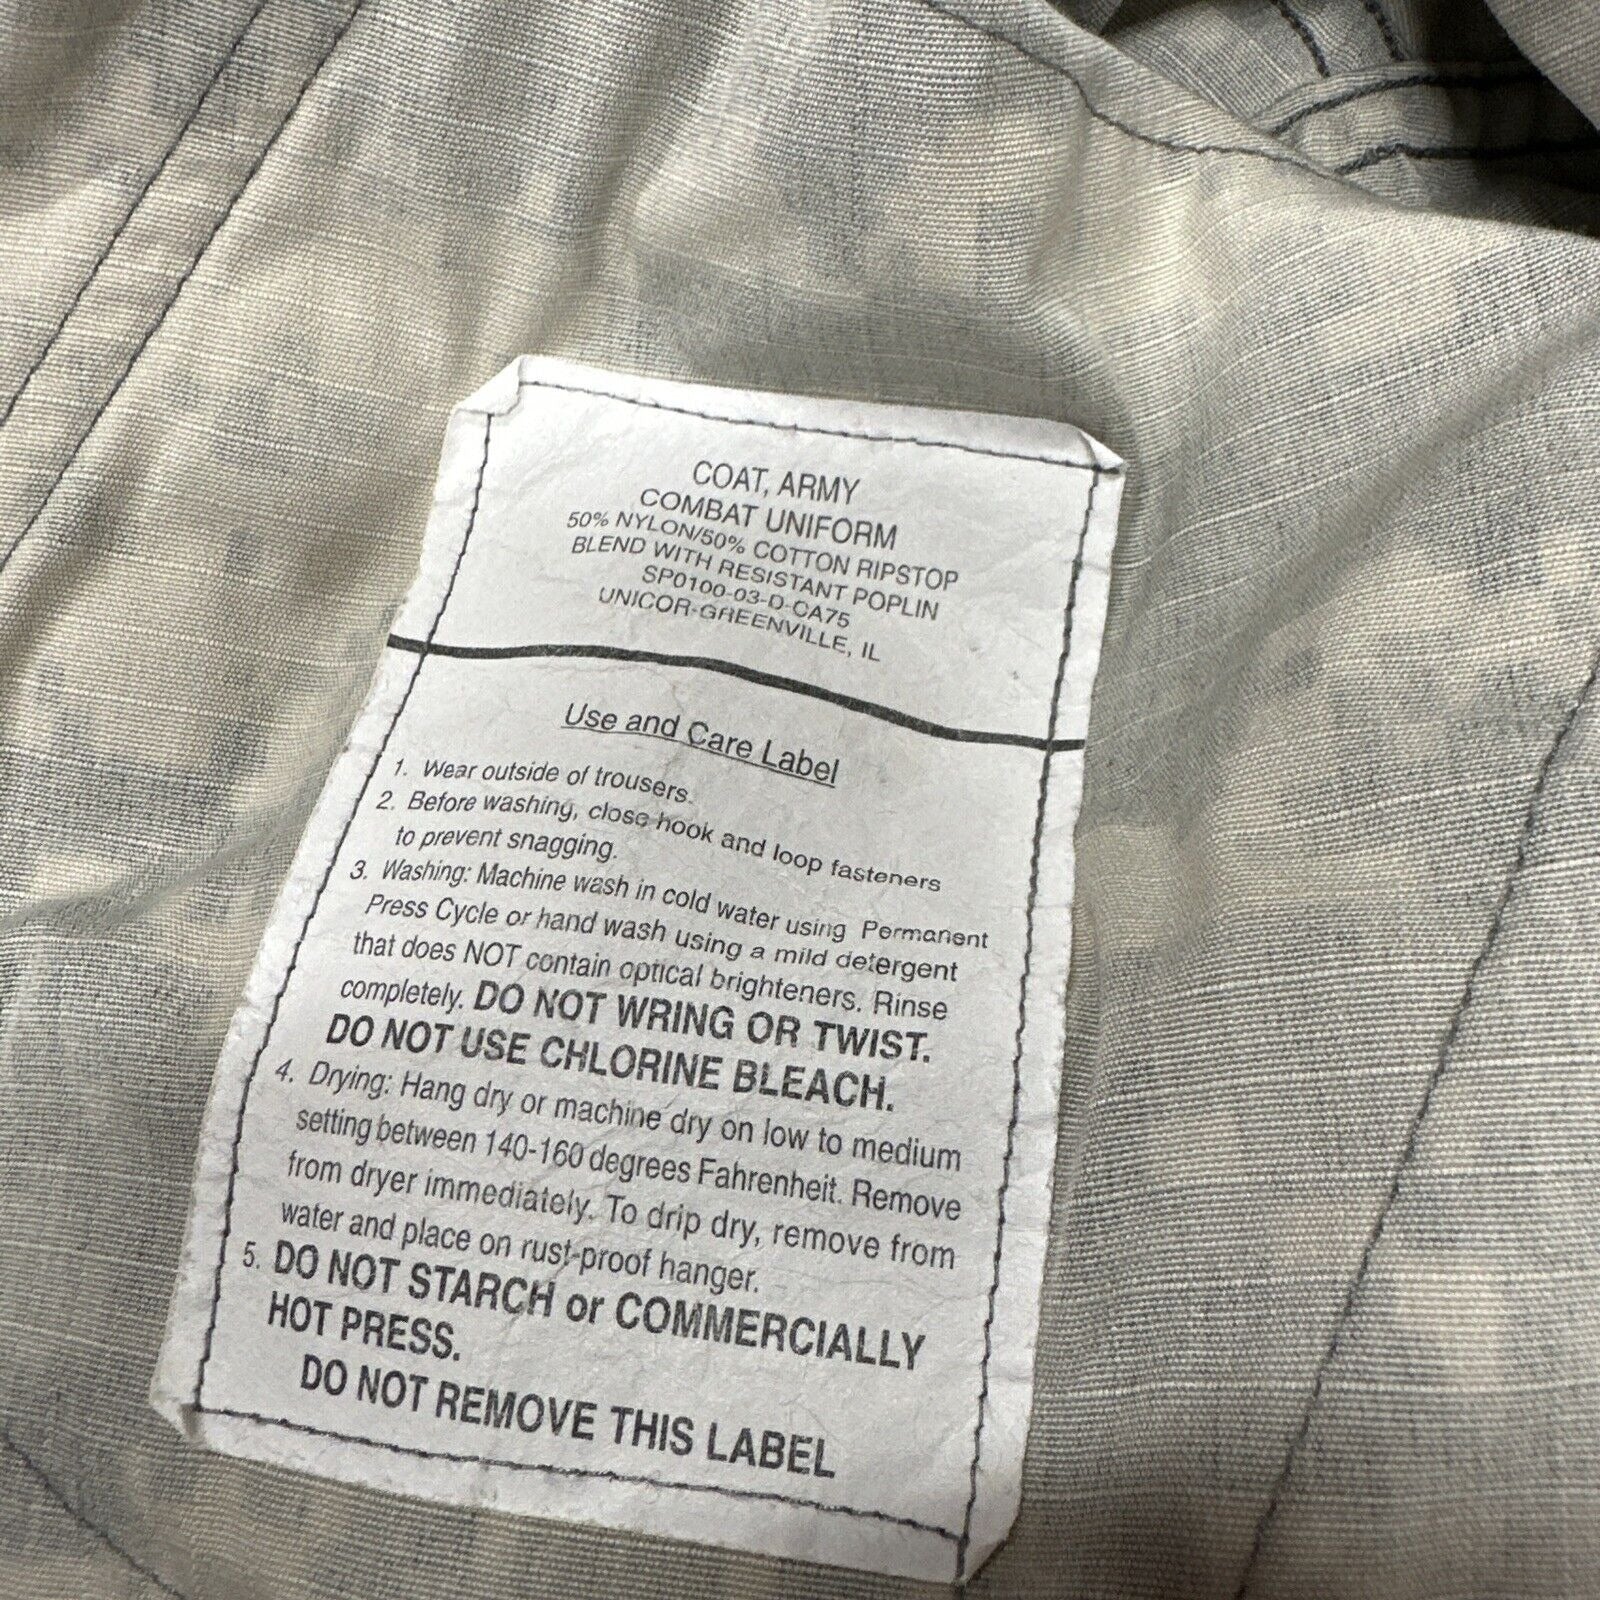 COAT, ARMY
COMBAT UNIFORM
50% NYLON/50% COTTON RIPSTOP
BLEND WITH RESISTANT POPLIN
SP0100-03-D-CA75
UNICOR-GREENVILLE, IL
Use and Care Label
1. Wear outside of trousers.
2. Before washing, close hook and loop fasteners
to prevent snagging.
3. Washing: Machine wash in cold water using Permanent
Press Cycle or hand wash using a mild detergent
that does NOT contain optical brighteners. Rinse
completely. DO NOT WRING OR TWIST.
DO NOT USE CHLORINE BLEACH.
4. Drying: Hang dry or machine dry on low to medium
setting between 140-160 degrees Fahrenheit. Remove
from dryer immediately. To drip dry, remove from
water and place on rust-proof hanger.
5. DO NOT STARCH or COMMERCIALLY
HOT PRESS.
DO NOT REMOVE THIS LABEL